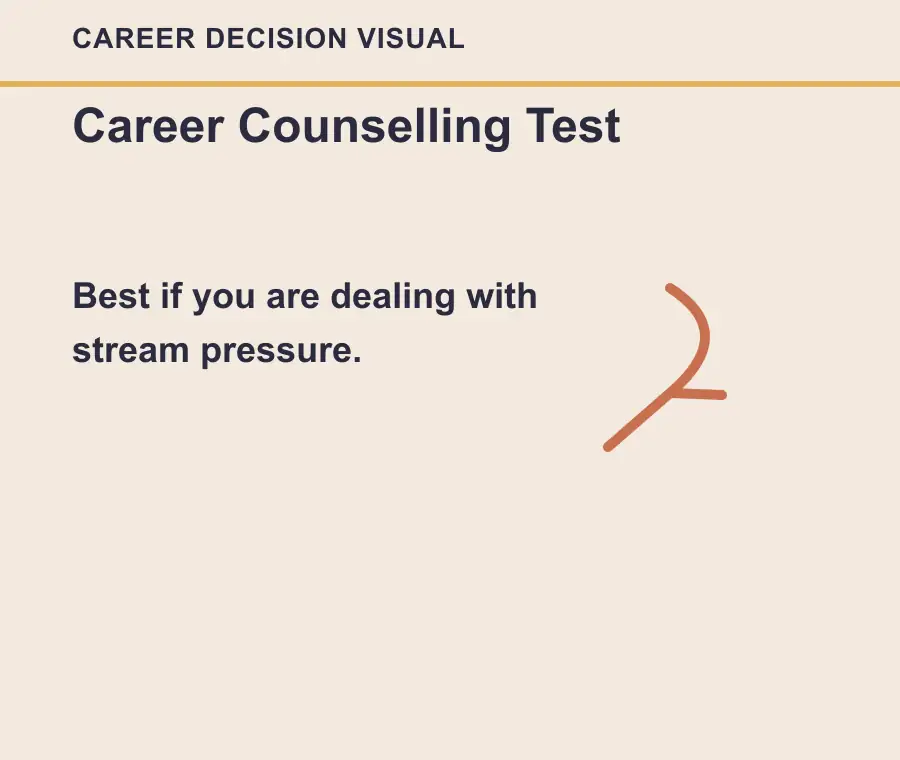 CAREER DECISION VISUAL
Career Counselling Test
Best if you are dealing with
stream pressure.